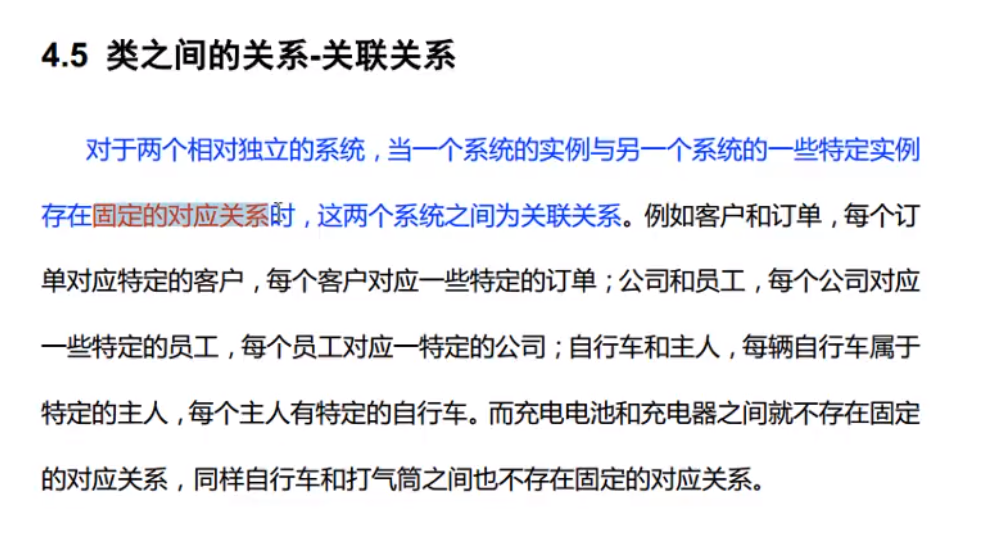 4.5 类之间的关系-关联关系
对于两个相对独立的系统，当一个系统的实例与另一个系统的一些特定实例
存在固定的对应关系时，这两个系统之间为关联关系。例如客户和订单，每个订
单对应特定的客户，每个客户对应一些特定的订单；公司和员工，每个公司对应
一些特定的员工，每个员工对应一特定的公司；自行车和主人，每辆自行车属于
特定的主人，每个主人有特定的自行车。而充电电池和充电器之间就不存在固定
的对应关系，同样自行车和打气筒之间也不存在固定的对应关系。